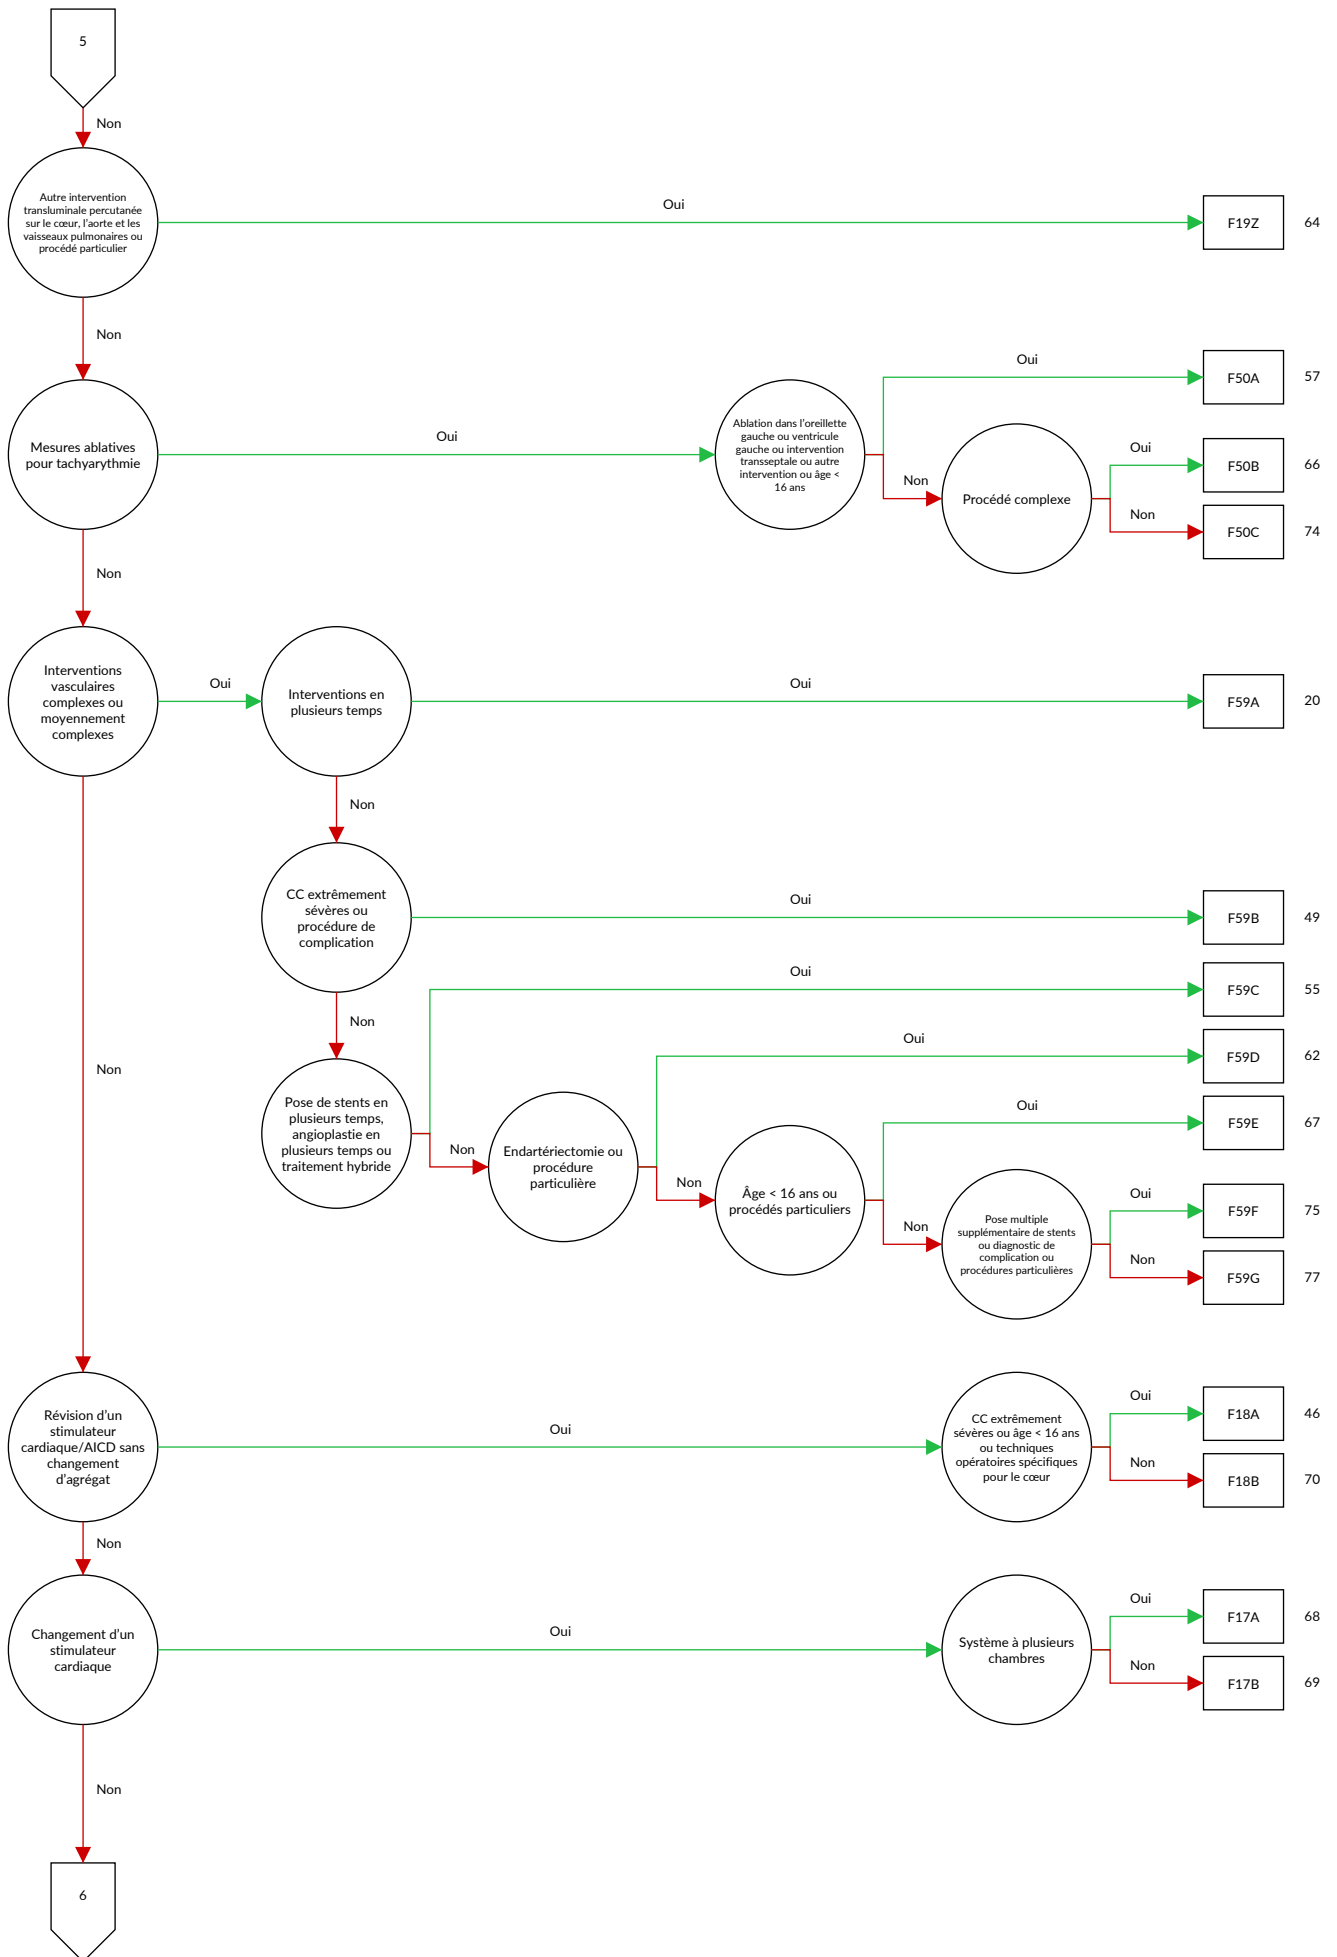 5
Non
Autre intervention
transluminale percutanée
sur le cœur, l'aorte et les
vaisseaux pulmonaires ou
procédé particulier
Oui
F19Z
64
Non
Mesures ablatives
pour tachyarythmie
Oui
Ablation dans l'oreillette
gauche ou ventricule
gauche ou intervention
transseptale ou autre
intervention ou âge <
16 ans
Oui
F50A
57
Non
Procédé complexe
Oui
F50B
66
Non
F50C
74
Non
Interventions
vasculaires
complexes ou
moyennement
complexes
Oui
Interventions en
plusieurs temps
Oui
F59A
20
Non
CC extrêmement
sévères ou
procédure de
complication
Oui
F59B
49
Non
Pose de stents en
plusieurs temps,
angioplastie en
plusieurs temps ou
traitement hybride
Oui
F59C
55
Non
Endartériectomie ou
procédure
particulière
Oui
F59D
62
Non
Âge < 16 ans ou
procédés particuliers
Oui
F59E
67
Non
Pose multiple
supplémentaire de stents
ou diagnostic de
complication ou
procédures particulières
Oui
F59F
75
Non
F59G
77
Non
Révision d'un
stimulateur
cardiaque/AICD sans
changement
d'agrégat
Oui
CC extrêmement
sévères ou âge < 16 ans
ou techniques
opératoires spécifiques
pour le cœur
Oui
F18A
46
Non
F18B
70
Non
Changement d'un
stimulateur
cardiaque
Oui
Système à plusieurs
chambres
Oui
F17A
68
Non
F17B
69
Non
6